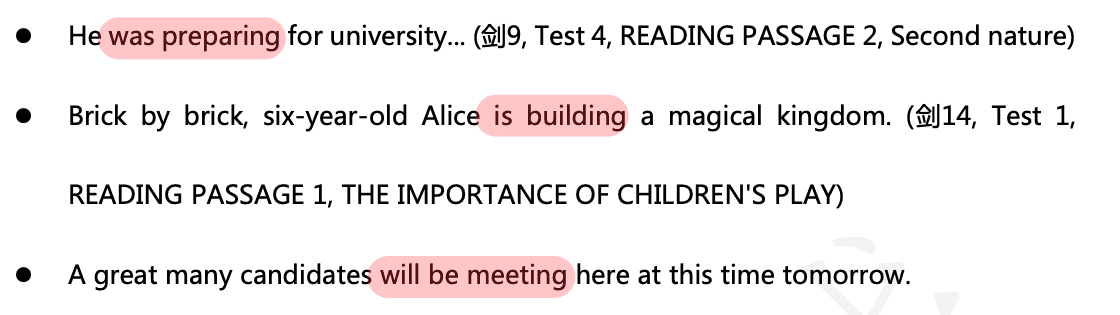 ● He was preparing for university... (剑9, Test 4, READING PASSAGE 2, Second nature)
● Brick by brick, six-year-old Alice is building a magical kingdom. (剑14, Test 1,
READING PASSAGE 1, THE IMPORTANCE OF CHILDREN'S PLAY)
● A great many candidates will be meeting here at this time tomorrow.